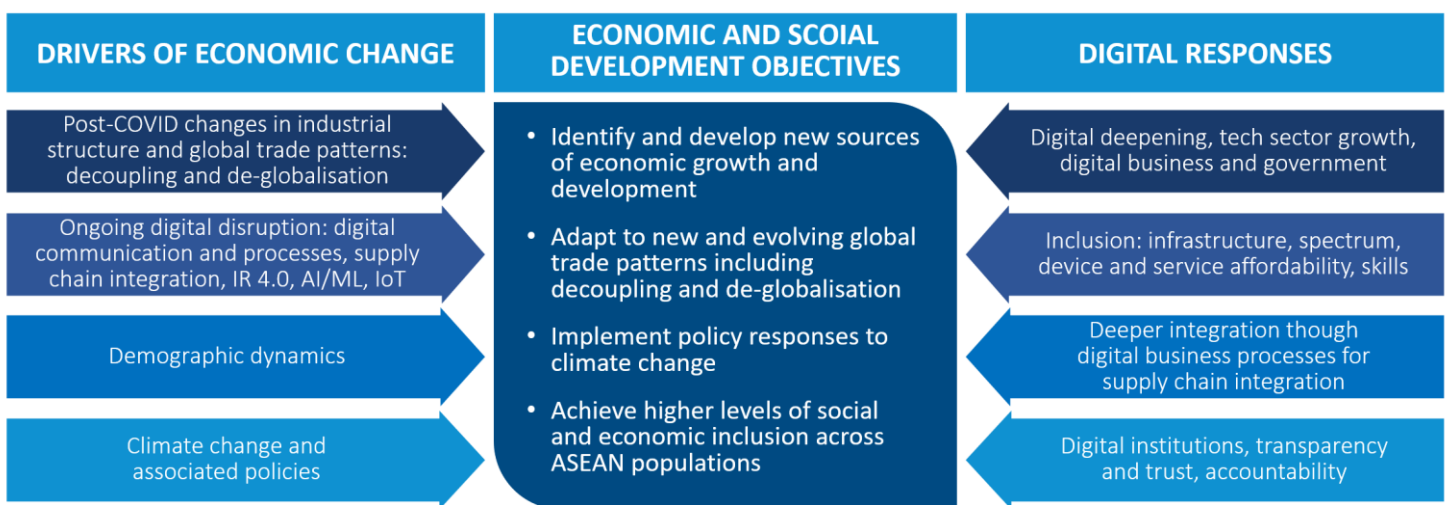 DRIVERS OF ECONOMIC CHANGE
Post-COVID changes in industrial
structure and global trade patterns:
decoupling and de-globalisation
Ongoing digital disruption: digital
communication and processes, supply
chain integration, IR 4.0, AI/ML, IoT
Demographic dynamics
Climate change and
associated policies
ECONOMIC AND SCOIAL
DEVELOPMENT OBJECTIVES
• Identify and develop new sources
of economic growth and
development
• Adapt to new and evolving global
trade patterns including
decoupling and de-globalisation
• Implement policy responses to
climate change
• Achieve higher levels of social
and economic inclusion across
ASEAN populations
DIGITAL RESPONSES
Digital deepening, tech sector growth,
digital business and government
Inclusion: infrastructure, spectrum,
device and service affordability, skills
Deeper integration though
digital business processes for
supply chain integration
Digital institutions, transparency
and trust, accountability